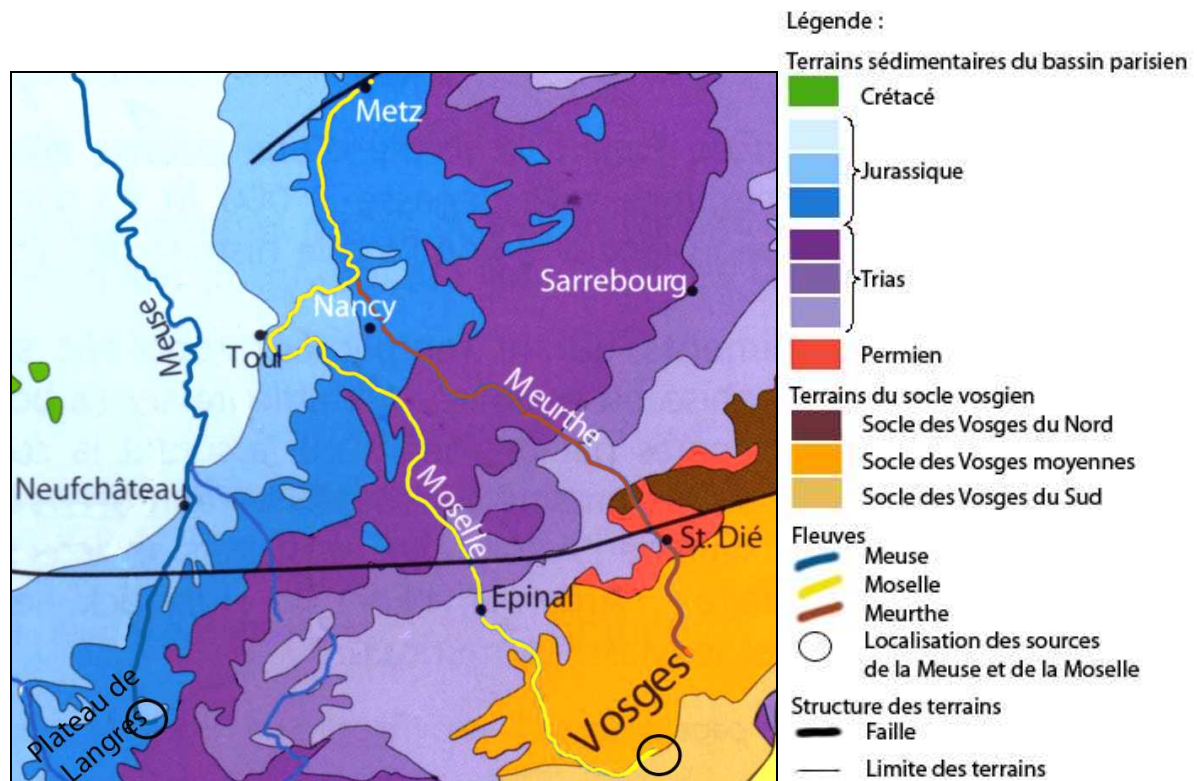 Metz
Sarrebourg
Nancy
Toul
Meuse
Meurthe
Moselle
Neufchâteau
St. Dié
Epinal
Vosges
Plateau de
Langres
Légende :
Terrains sédimentaires du bassin parisien
Crétacé
Jurassique
Trias
Permien
Terrains du socle vosgien
Socle des Vosges du Nord
Socle des Vosges moyennes
Socle des Vosges du Sud
Fleuves
Meuse
Moselle
Meurthe
Localisation des sources
de la Meuse et de la Moselle
Structure des terrains
Faille
Limite des terrains